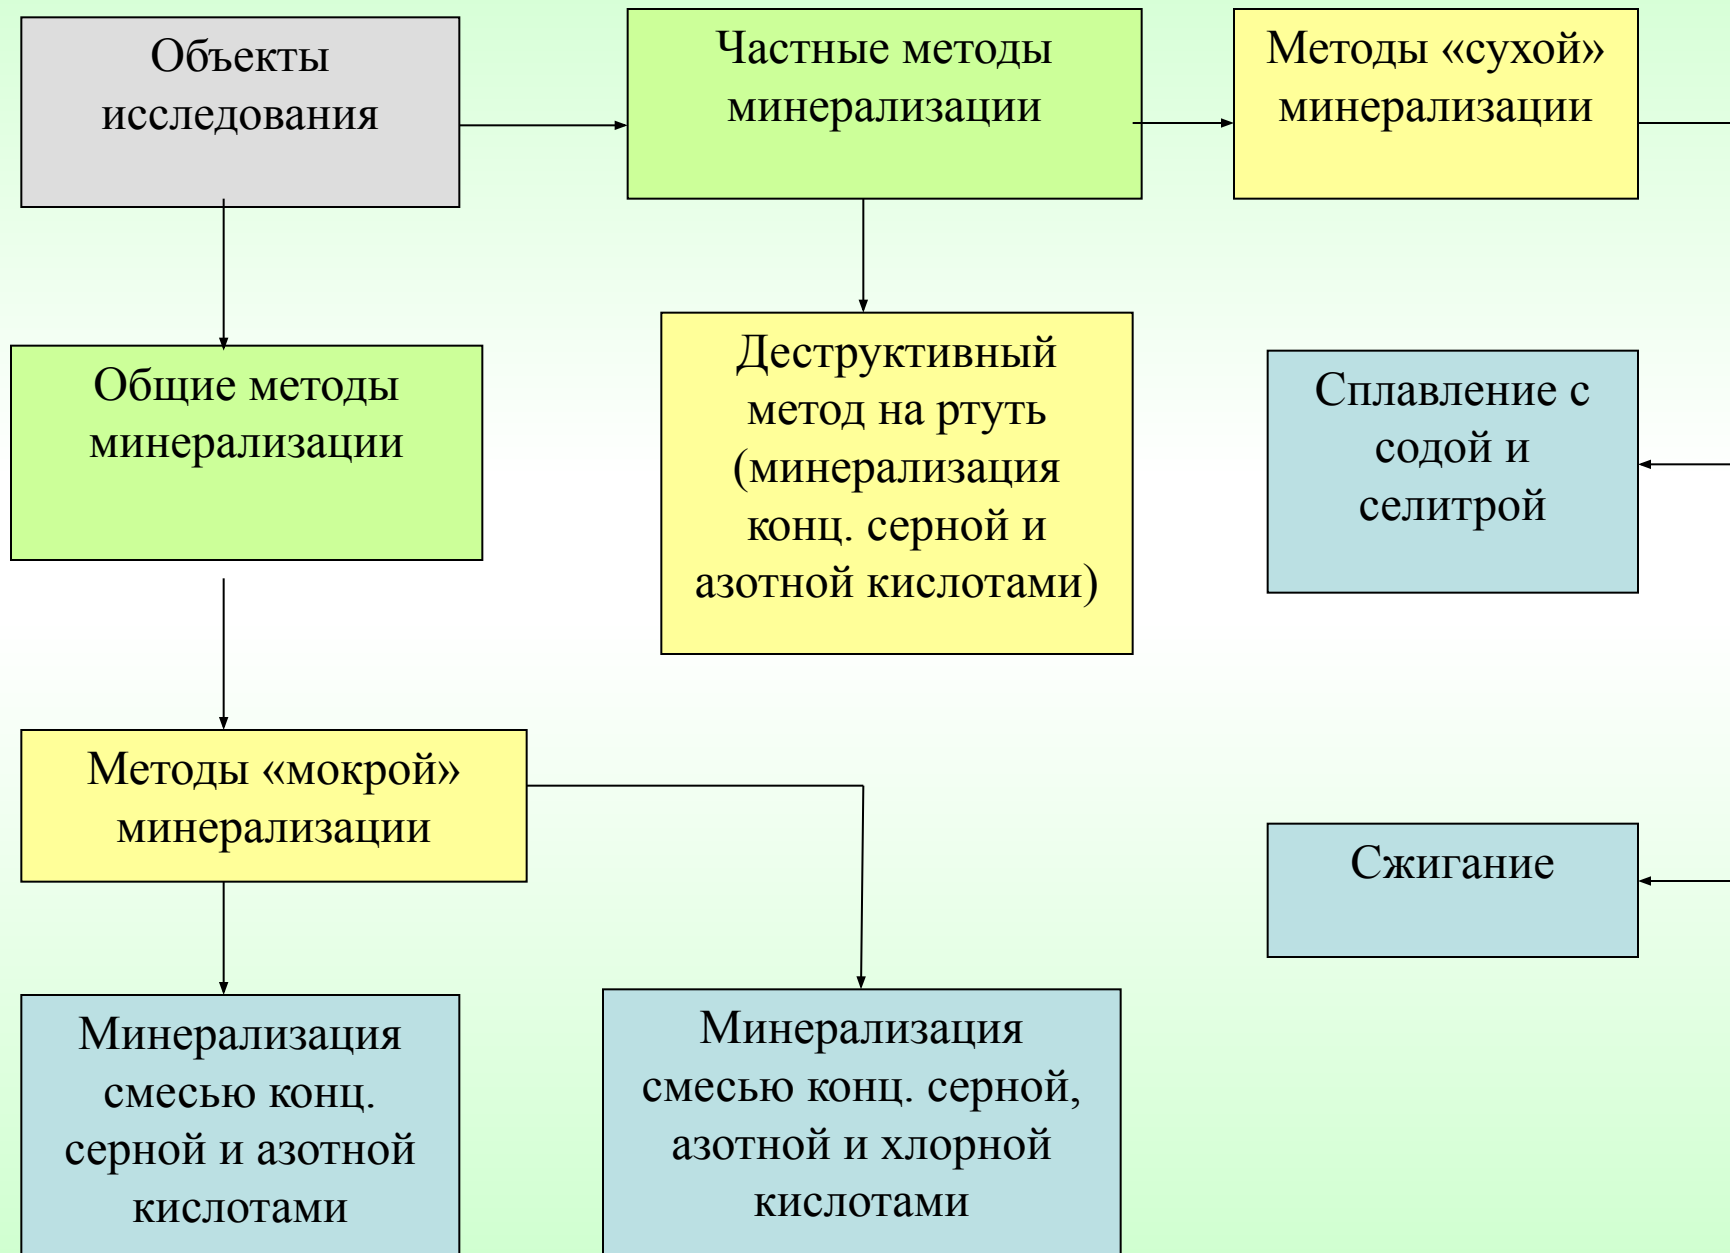 Объекты
исследования
Частные методы
минерализации
Методы «сухой»
минерализации
Общие методы
минерализации
Деструктивный
метод на ртуть
(минерализация
конц. серной и
азотной кислотами)
Сплавление с
содой и
селитрой
Методы «мокрой»
минерализации
Сжигание
Минерализация
смесью конц.
серной и азотной
кислотами
Минерализация
смесью конц. серной,
азотной и хлорной
кислотами